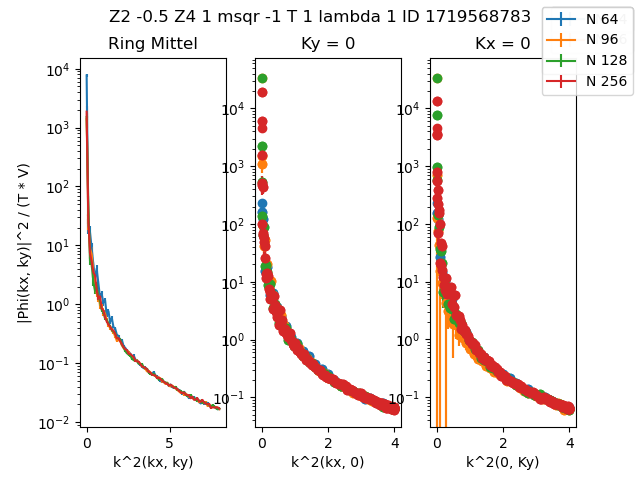 Z2 -0.5 Z4 1 msqr -1 T 1 lambda 1 ID 1719568783
N 64
N 96
N 128
N 256
Ring Mittel
Ky = 0
Kx = 0
|Phi(kx, ky)|^2 / (T * V)
10^4
10^3
10^2
10^1
10^0
10^-1
10^-2
0 5
k^2(kx, ky)
10^4
10^3
10^2
10^1
10^0
10^-1
0 2 4
k^2(kx, 0)
10^4
10^3
10^2
10^1
10^0
10^-1
0 2 4
k^2(0, Ky)